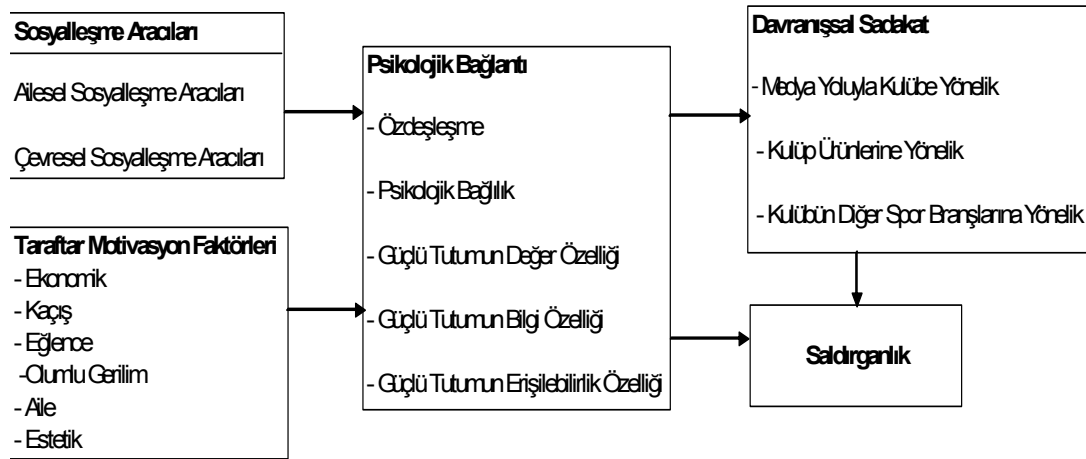 Sosyalleşme Aracıları
Ailesel Sosyalleşme Aracıları
Çevresel Sosyalleşme Aracıları
Taraftar Motivasyon Faktörleri
- Ekonomik
- Kaçış
- Eğlence
-Olumlu Gerilim
- Aile
- Estetik
Psikolojik Bağlantı
- Özdeşleşme
- Psikolojik Bağlılık
- Güçlü Tutumun Değer Özelliği
- Güçlü Tutumun Bilgi Özelliği
- Güçlü Tutumun Erişilebilirlik Özelliği
Davranışsal Sadakat
- Medya Yoluyla Kulübe Yönelik
- Kulüp Ürünlerine Yönelik
- Kulübün Diğer Spor Branşlarına Yönelik
Saldırganlık